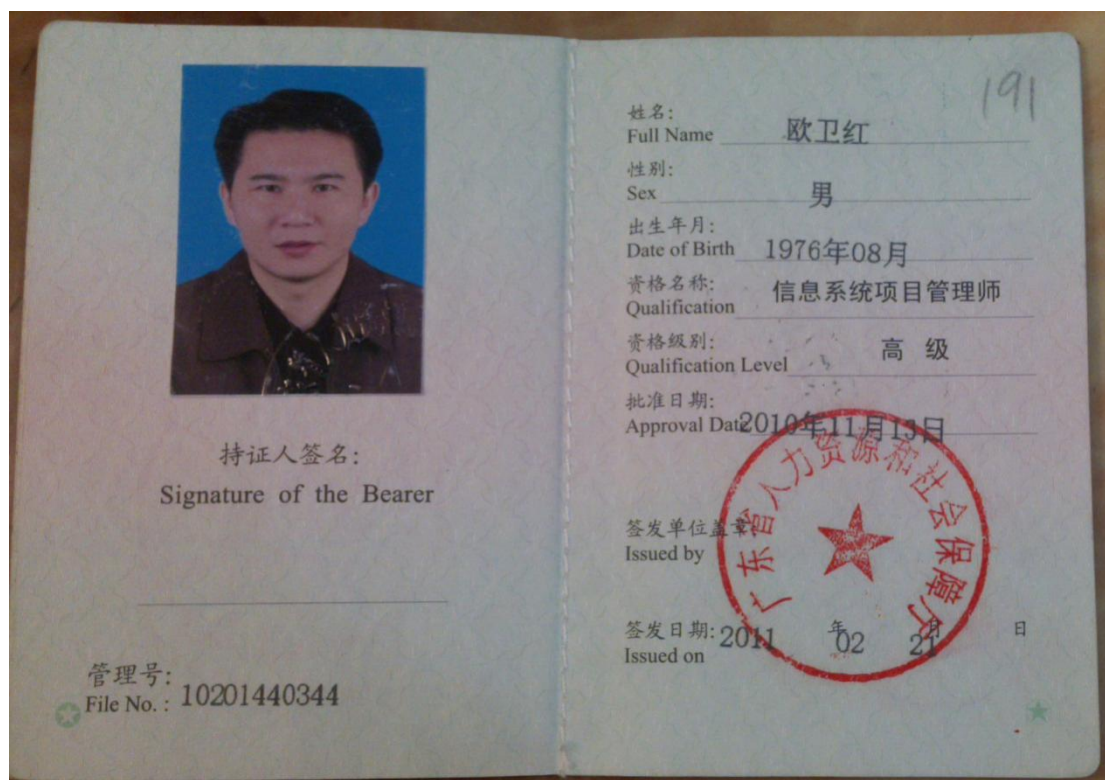 持证人签名:
Signature of the Bearer
管理号:
File No. : 10201440344
191
姓名:
Full Name 欧卫红
性别:
Sex 男
出生年月:
Date of Birth 1976年08月
资格名称:
Qualification 信息系统项目管理师
资格级别:
Qualification Level 高 级
批准日期:
Approval Date 2010年11月13日
签发单位盖章:
Issued by
广东省人力资源和社会保障厅
签发日期: 2011 年 02 月 21 日
Issued on